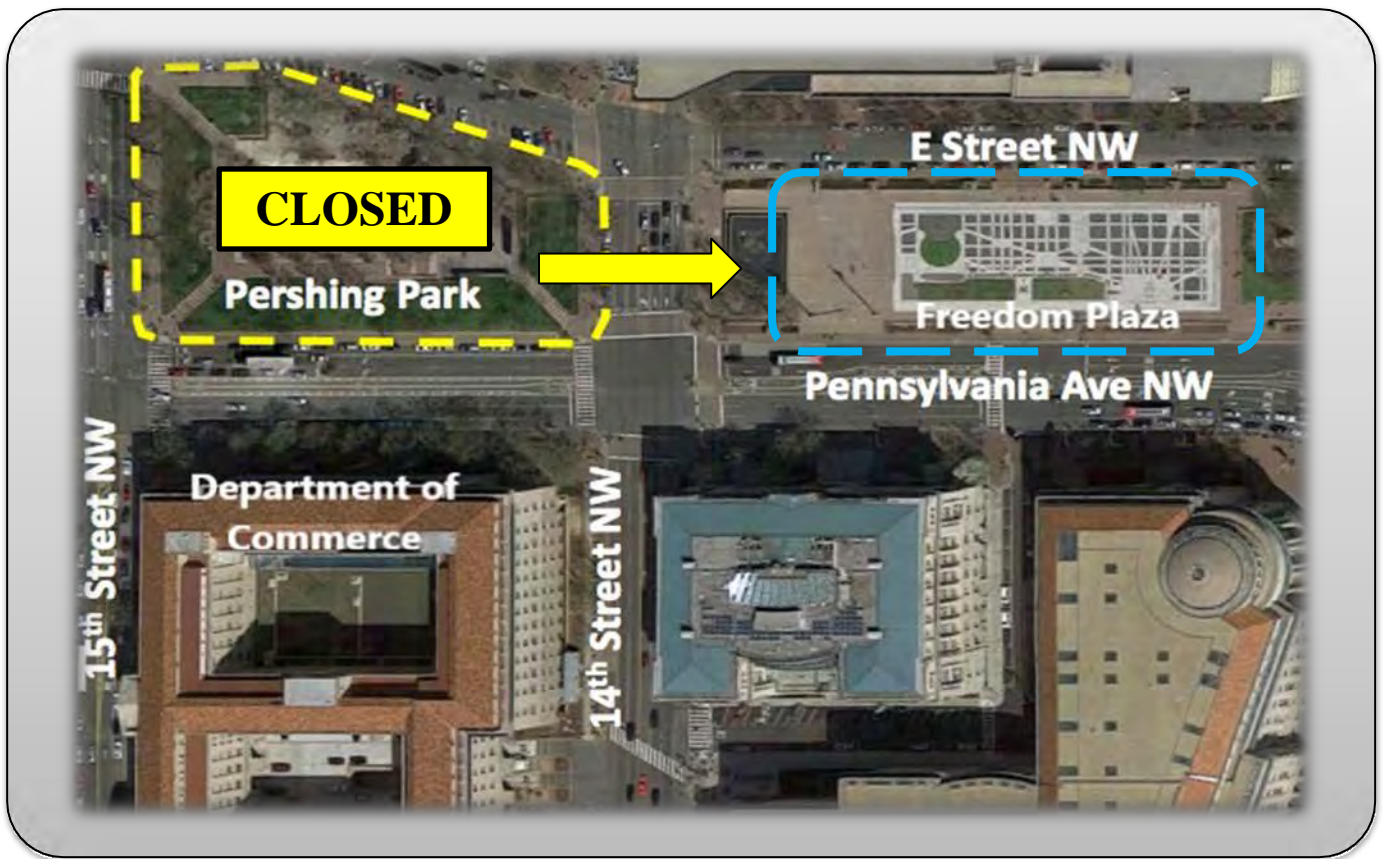 E Street NW
CLOSED
Pershing Park
Freedom Plaza
Pennsylvania Ave NW
15th Street NW
Department of
Commerce
14th Street NW